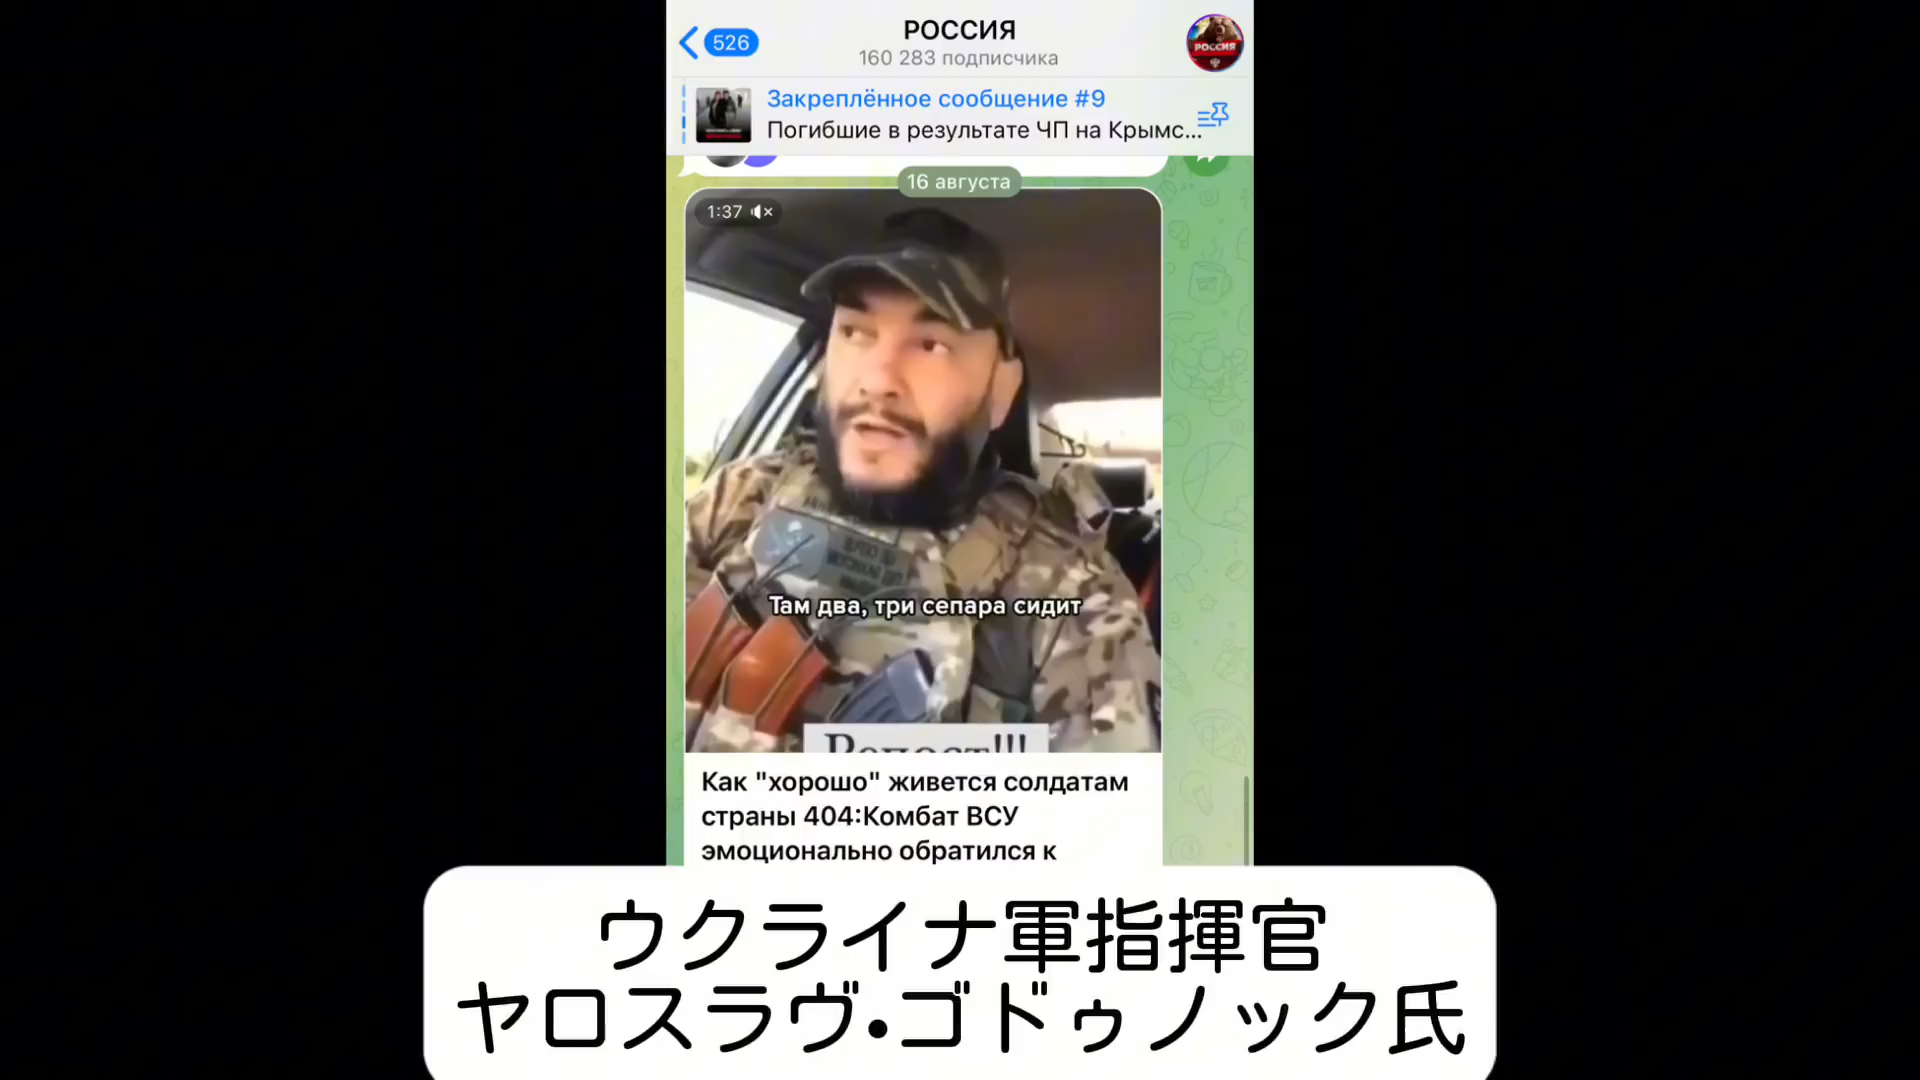 526
РОССИЯ
160 283 подписчика
РОССИЯ
Закреплённое сообщение #9
Погибшие в результате ЧП на Крымс...
16 августа
1:37
Там два, три сепара сидит
Репост!!!
Как "хорошо" живется солдатам
страны 404:Комбат ВСУ
эмоционально обратился к
ウクライナ軍指揮官
ヤロスラヴ•ゴドゥノック氏